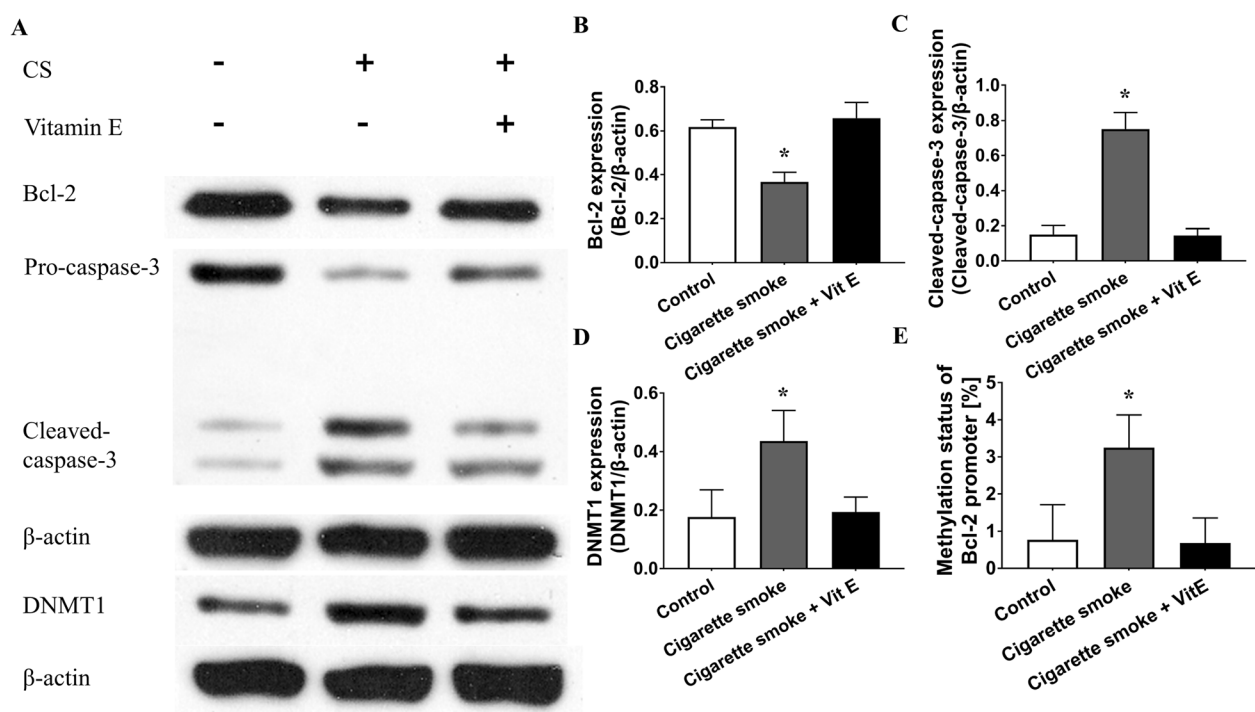 A
CS - + +
Vitamin E - - +
Bcl-2
Pro-caspase-3
Cleaved-
caspase-3
β-actin
DNMT1
β-actin
B
Bcl-2 expression
(Bcl-2/β-actin)
0.8
0.6
0.4
0.2
0.0
*
Control
Cigarette smoke
Cigarette smoke + Vit E
C
Cleaved-capase-3 expression
(Cleaved-capase-3/β-actin)
1.0
0.8
0.6
0.4
0.2
0.0
*
Control
Cigarette smoke
Cigarette smoke + Vit E
D
DNMT1 expression
(DNMT1/β-actin)
0.6
0.4
0.2
0.0
*
Control
Cigarette smoke
Cigarette smoke + Vit E
E
Methylation status of
Bcl-2 promoter [%]
5
4
3
2
1
0
*
Control
Cigarette smoke
Cigarette smoke + VitE